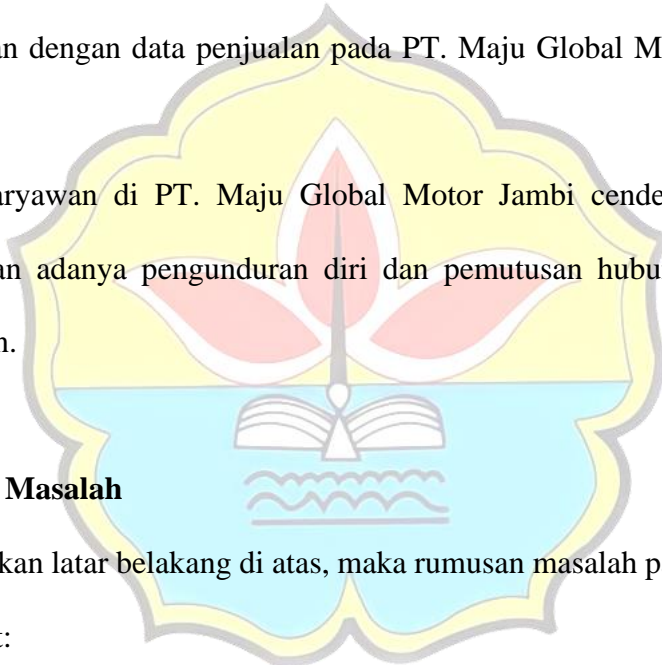 an dengan data penjualan pada PT. Maju Global M
aryawan di PT. Maju Global Motor Jambi cende
an adanya pengunduran diri dan pemutusan hubu
n.
Masalah
kan latar belakang di atas, maka rumusan masalah p
t: